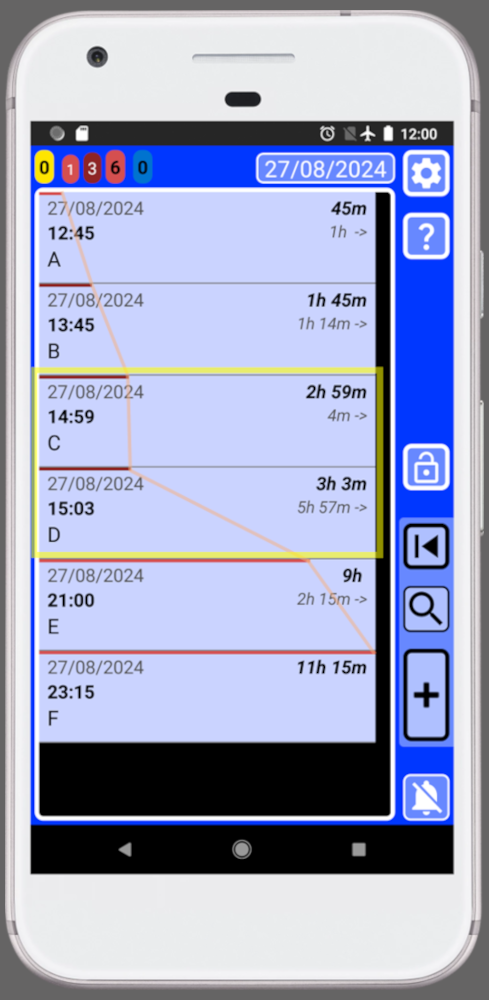 12:00
0 1 3 6 0 27/08/2024
?
27/08/2024 45m
12:45 1h ->
A
27/08/2024 1h 45m
13:45 1h 14m ->
B
27/08/2024 2h 59m
14:59 4m ->
C
27/08/2024 3h 3m
15:03 5h 57m ->
D
27/08/2024 9h
21:00 2h 15m ->
E
27/08/2024 11h 15m
23:15
F
+